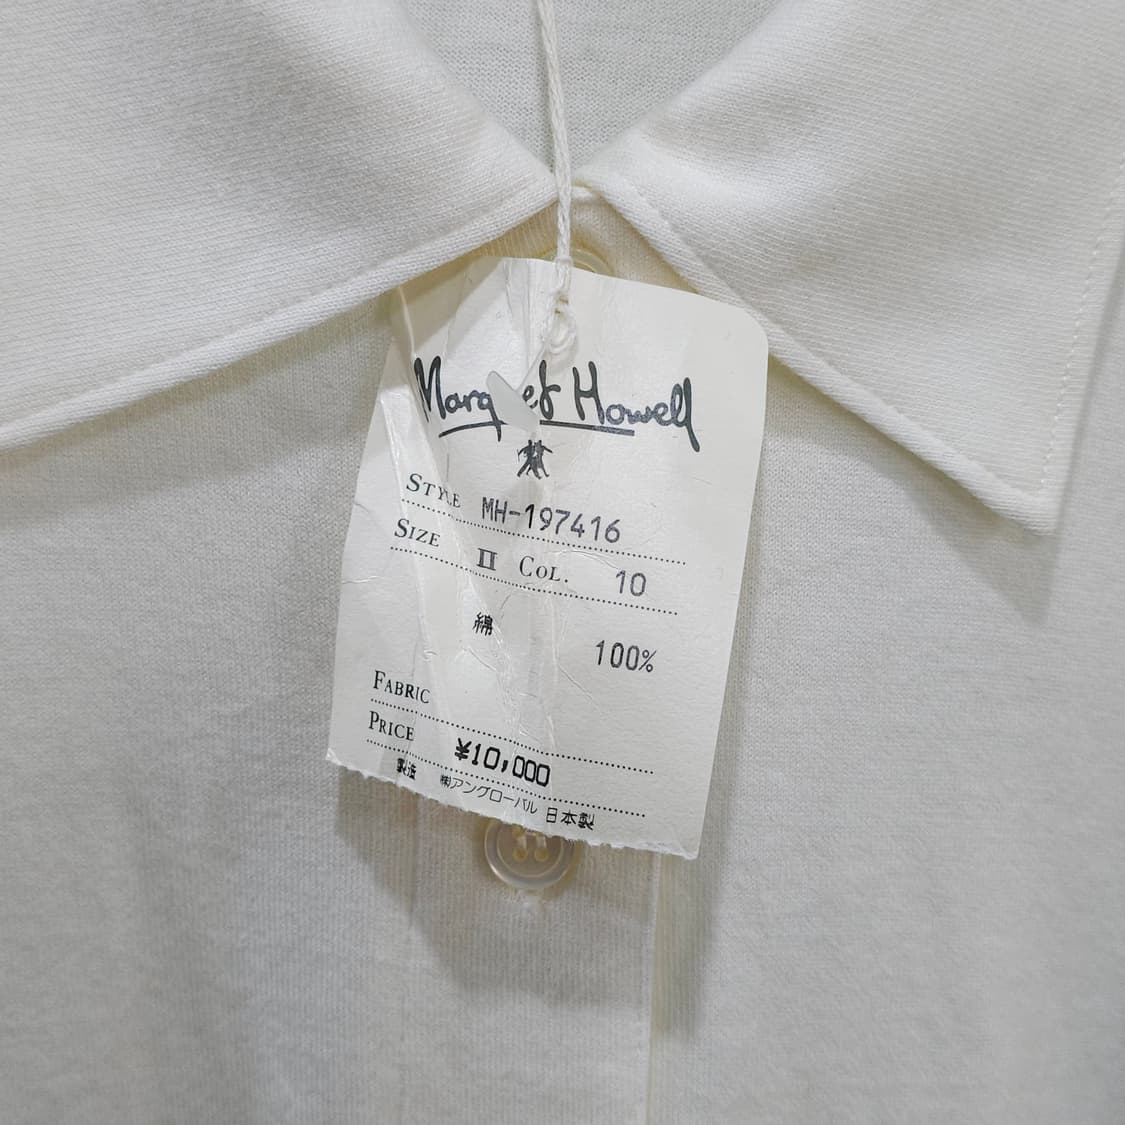 Margaret Howell
STYLE MH-197416
SIZE II COL. 10
綿 100%
FABRIC
PRICE ¥10,000
製造 ㈱アングローバル 日本製